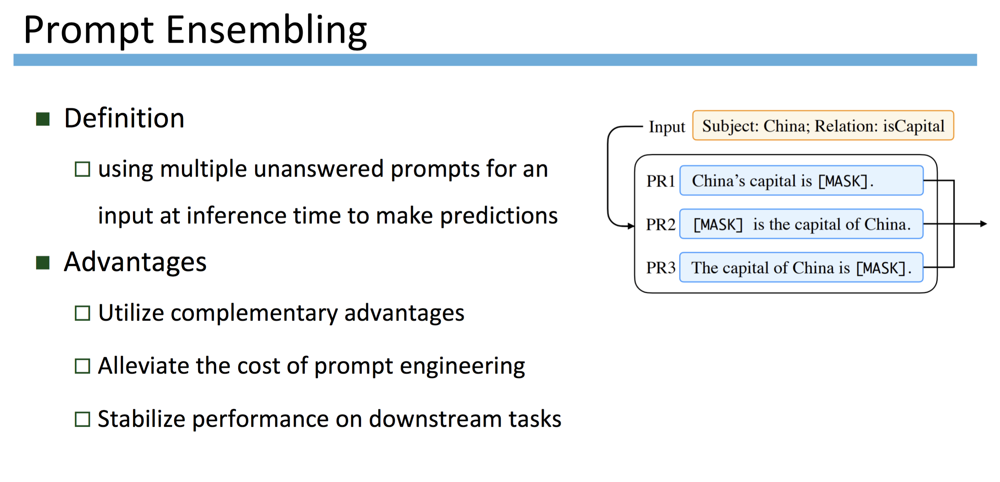 Prompt Ensembling
Definition
using multiple unanswered prompts for an
input at inference time to make predictions
Advantages
Utilize complementary advantages
Alleviate the cost of prompt engineering
Stabilize performance on downstream tasks
Input Subject: China; Relation: isCapital
PR1 China’s capital is [MASK].
PR2 [MASK] is the capital of China.
PR3 The capital of China is [MASK].